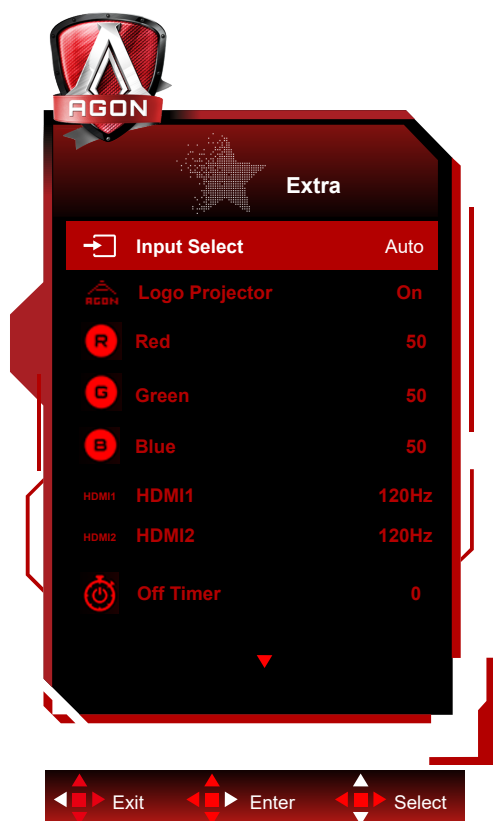 AGON
Extra
Input Select Auto
AGON Logo Projector On
R Red 50
G Green 50
B Blue 50
HDMI1 HDMI1 120Hz
HDMI2 HDMI2 120Hz
Off Timer 0
Exit Enter Select